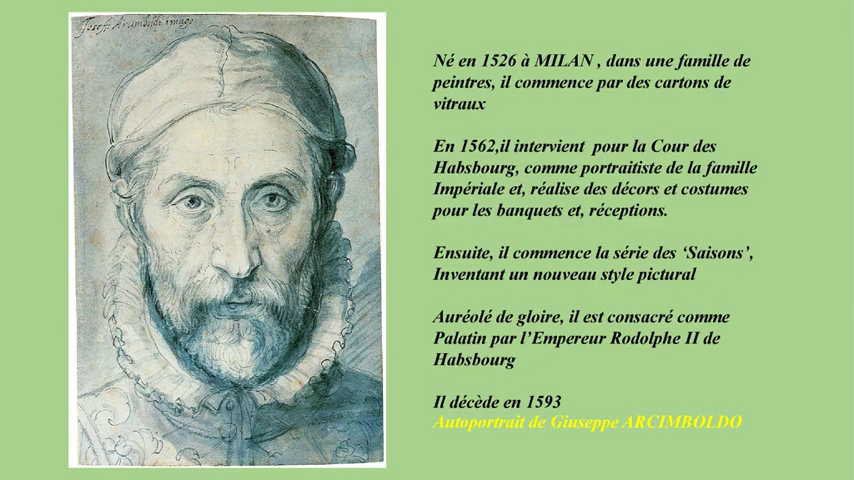 Josephi Arcimboldi imago
Né en 1526 à MILAN , dans une famille de
peintres, il commence par des cartons de
vitraux
En 1562,il intervient pour la Cour des
Habsbourg, comme portraitiste de la famille
Impériale et, réalise des décors et costumes
pour les banquets et, réceptions.
Ensuite, il commence la série des ‘Saisons’,
Inventant un nouveau style pictural
Auréolé de gloire, il est consacré comme
Palatin par l’Empereur Rodolphe II de
Habsbourg
Il décède en 1593
Autoportrait de Giuseppe ARCIMBOLDO